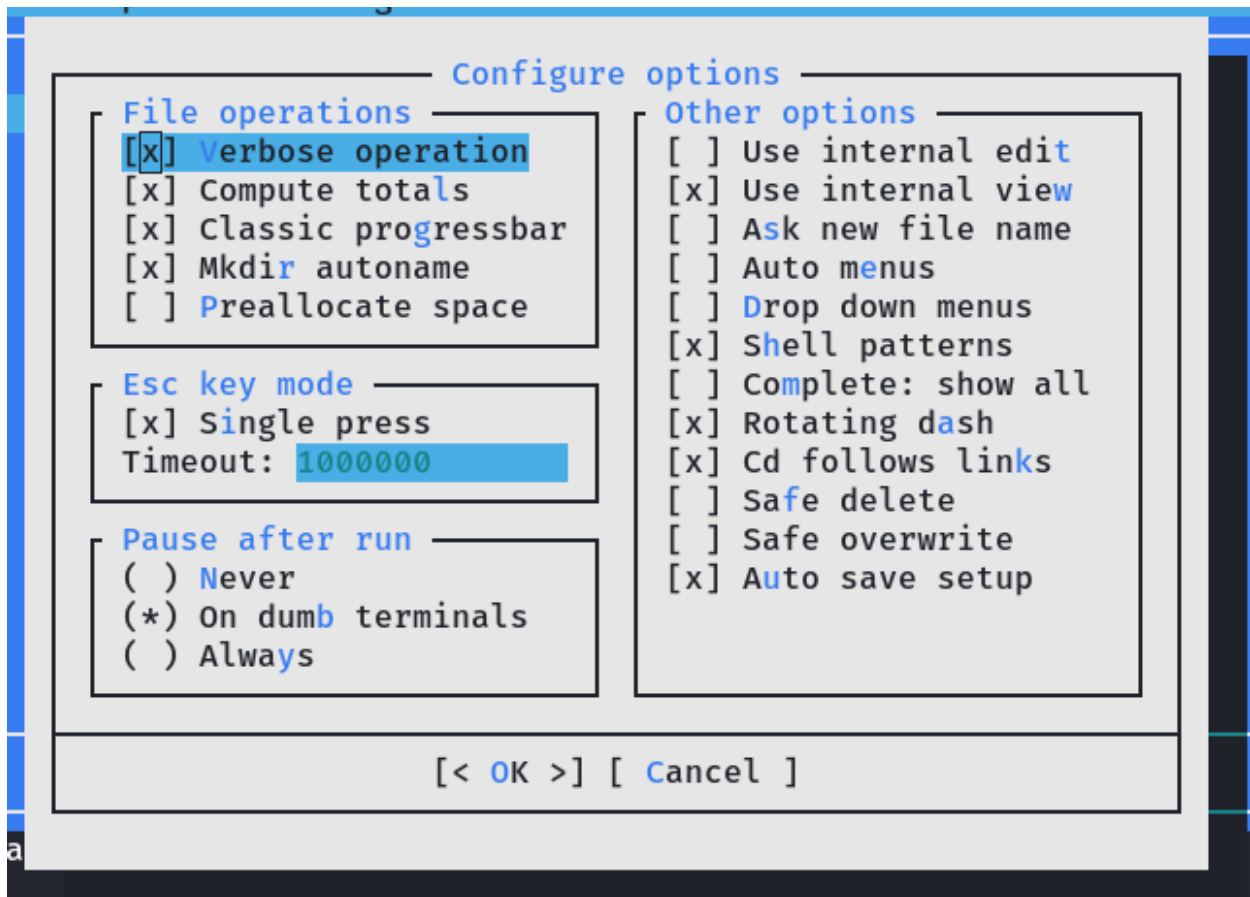 Configure options
File operations
[x] Verbose operation
[x] Compute totals
[x] Classic progressbar
[x] Mkdir autoname
[ ] Preallocate space
Esc key mode
[x] Single press
Timeout: 1000000
Pause after run
( ) Never
(*) On dumb terminals
( ) Always
Other options
[ ] Use internal edit
[x] Use internal view
[ ] Ask new file name
[ ] Auto menus
[ ] Drop down menus
[x] Shell patterns
[ ] Complete: show all
[x] Rotating dash
[x] Cd follows links
[ ] Safe delete
[ ] Safe overwrite
[x] Auto save setup
[< OK >] [ Cancel ]
a